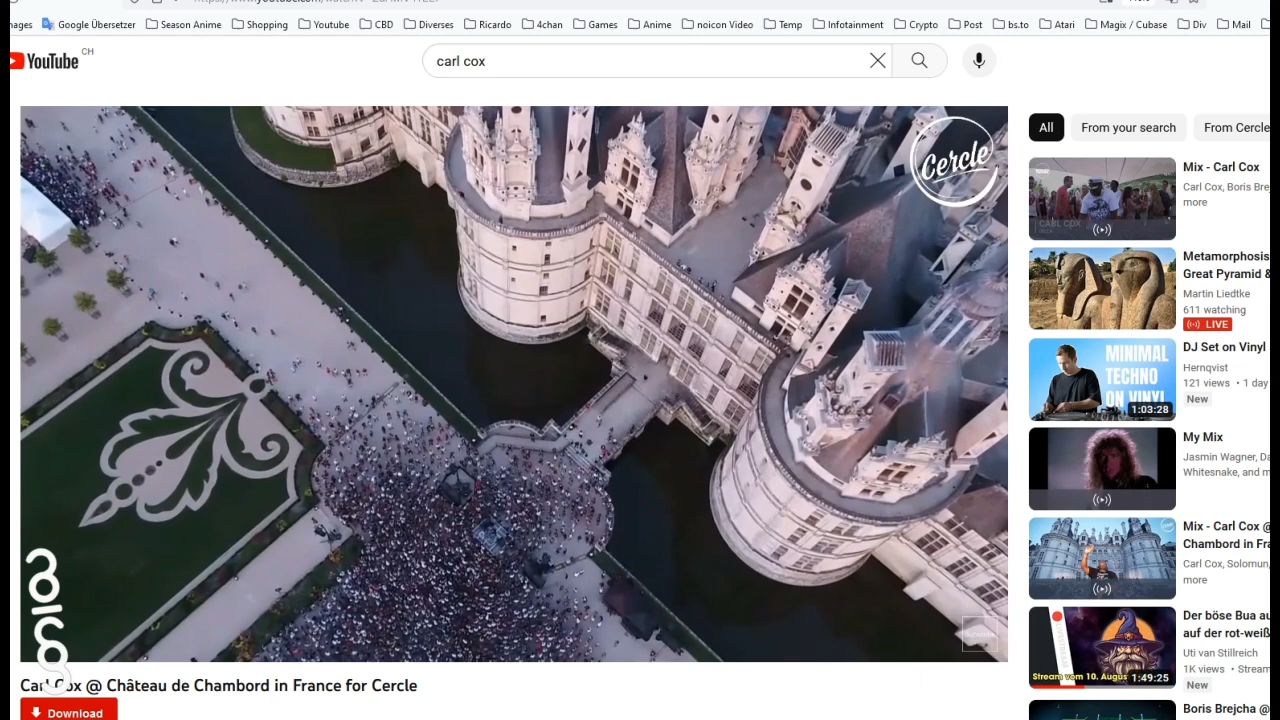 ages Google Übersetzer Season Anime Shopping Youtube CBD Diverses Ricardo 4chan Games Anime noicon Video Temp Infotainment Crypto Post bs.to Atari Magix / Cubase Div Mail
YouTube CH
carl cox
Cercle
Carl Cox @ Château de Chambord in France for Cercle
Download
All From your search From Cercle
Mix - Carl Cox
Carl Cox, Boris Bre
more
Metamorphosis
Great Pyramid &
Martin Liedtke
611 watching
LIVE
MINIMAL
TECHNO
ON VINYL
1:03:28
DJ Set on Vinyl
Hernqvist
121 views • 1 day
New
My Mix
Jasmin Wagner, Da
Whitesnake, and m
Mix - Carl Cox @
Chambord in Fra
Carl Cox, Solomun,
more
Stream vom 10. August
1:49:25
Der böse Bua au
auf der rot-weiß
Uti van Stillreich
1K views • Stream
New
Boris Brejcha @